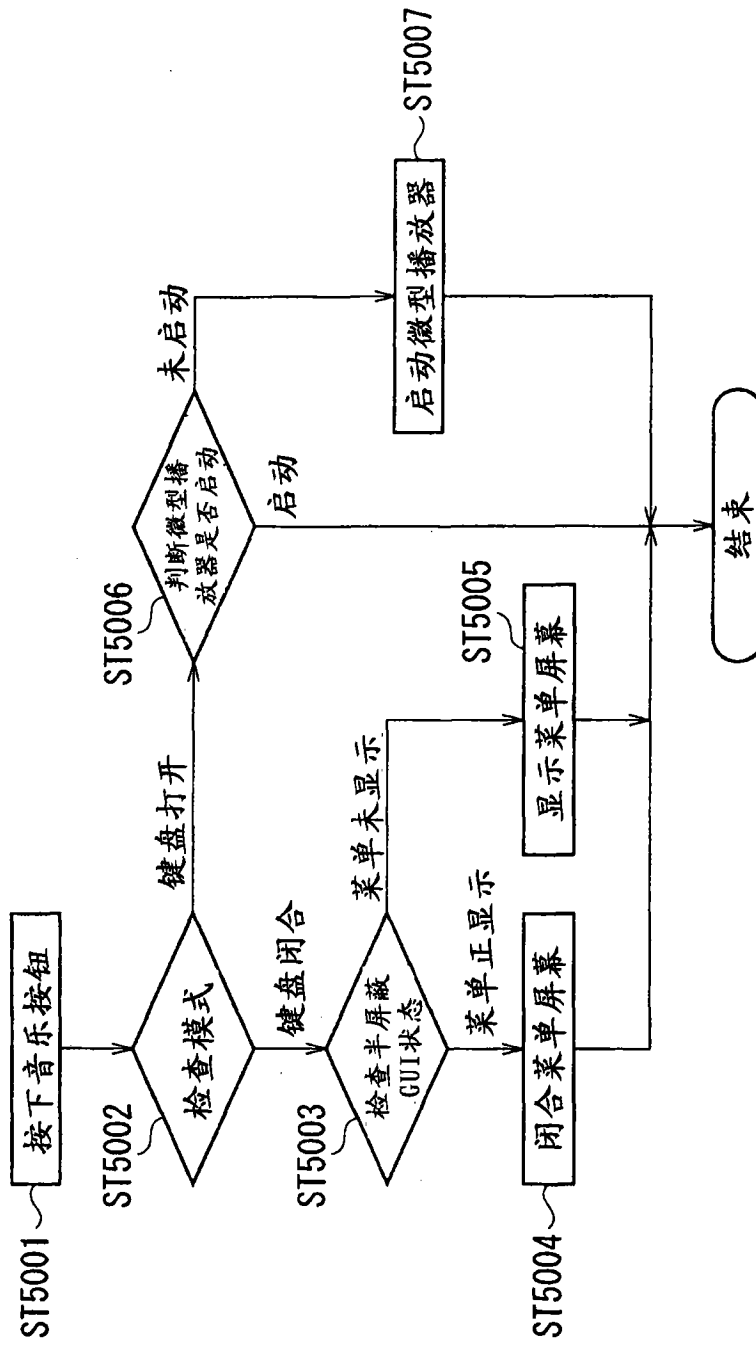 ST5001
按下音乐按钮
ST5002
检查模式
键盘打开
键盘闭合
ST5006
判断微型播
放器是否启动
未启动
启动
ST5007
启动微型播放器
ST5003
检查半屏蔽
GUI状态
菜单未显示
菜单正显示
ST5004
闭合菜单屏幕
ST5005
显示菜单屏幕
结束